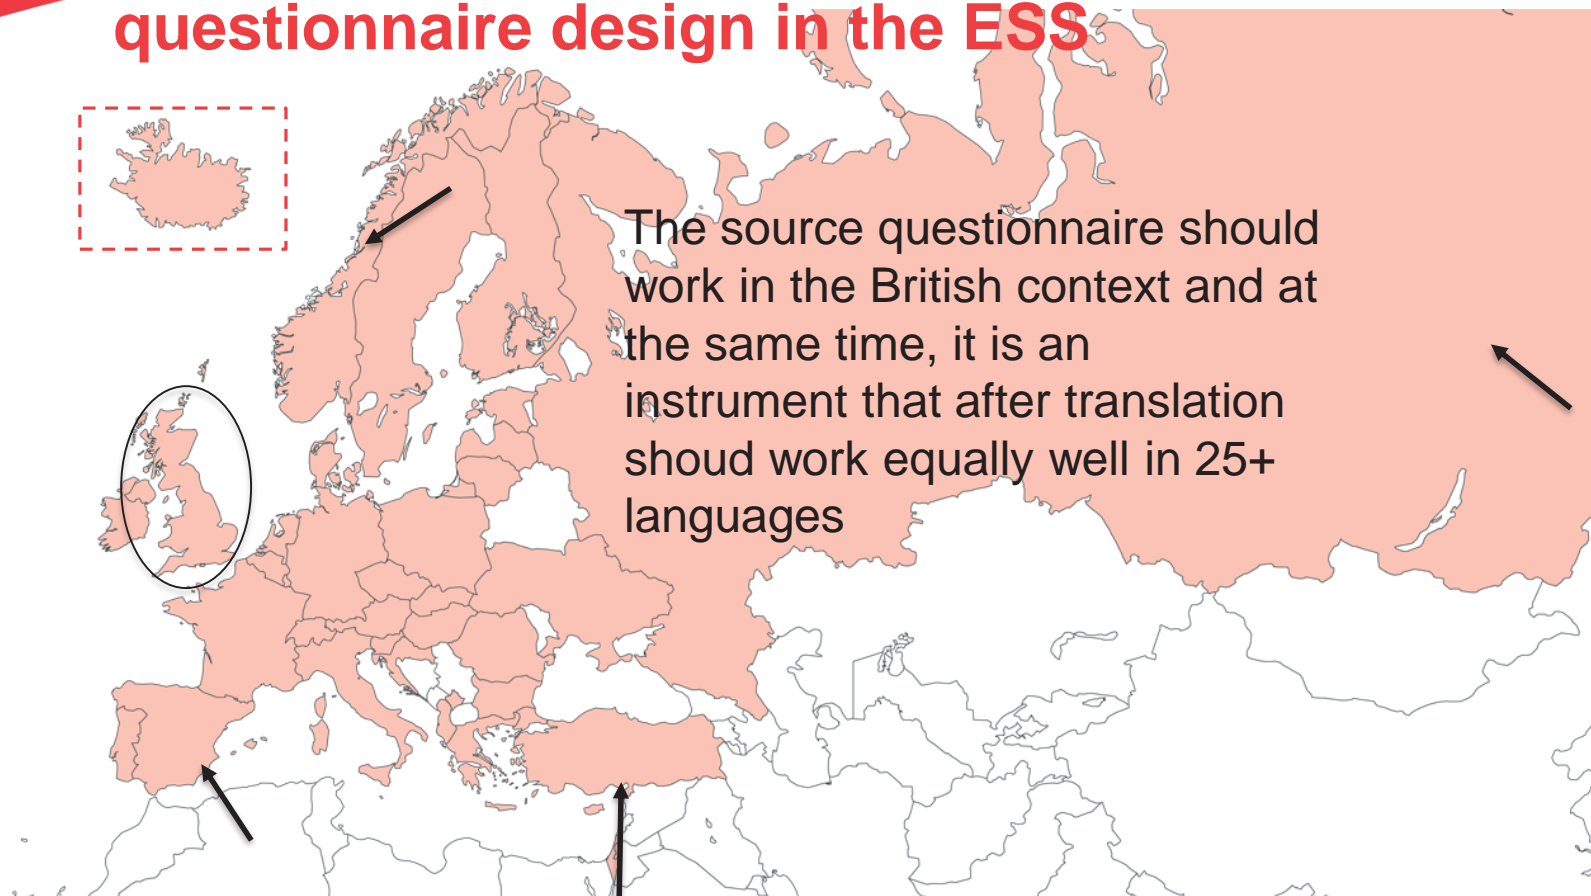 questionnaire design in the ESS
The source questionnaire should
work in the British context and at
the same time, it is an
instrument that after translation
shoud work equally well in 25+
languages